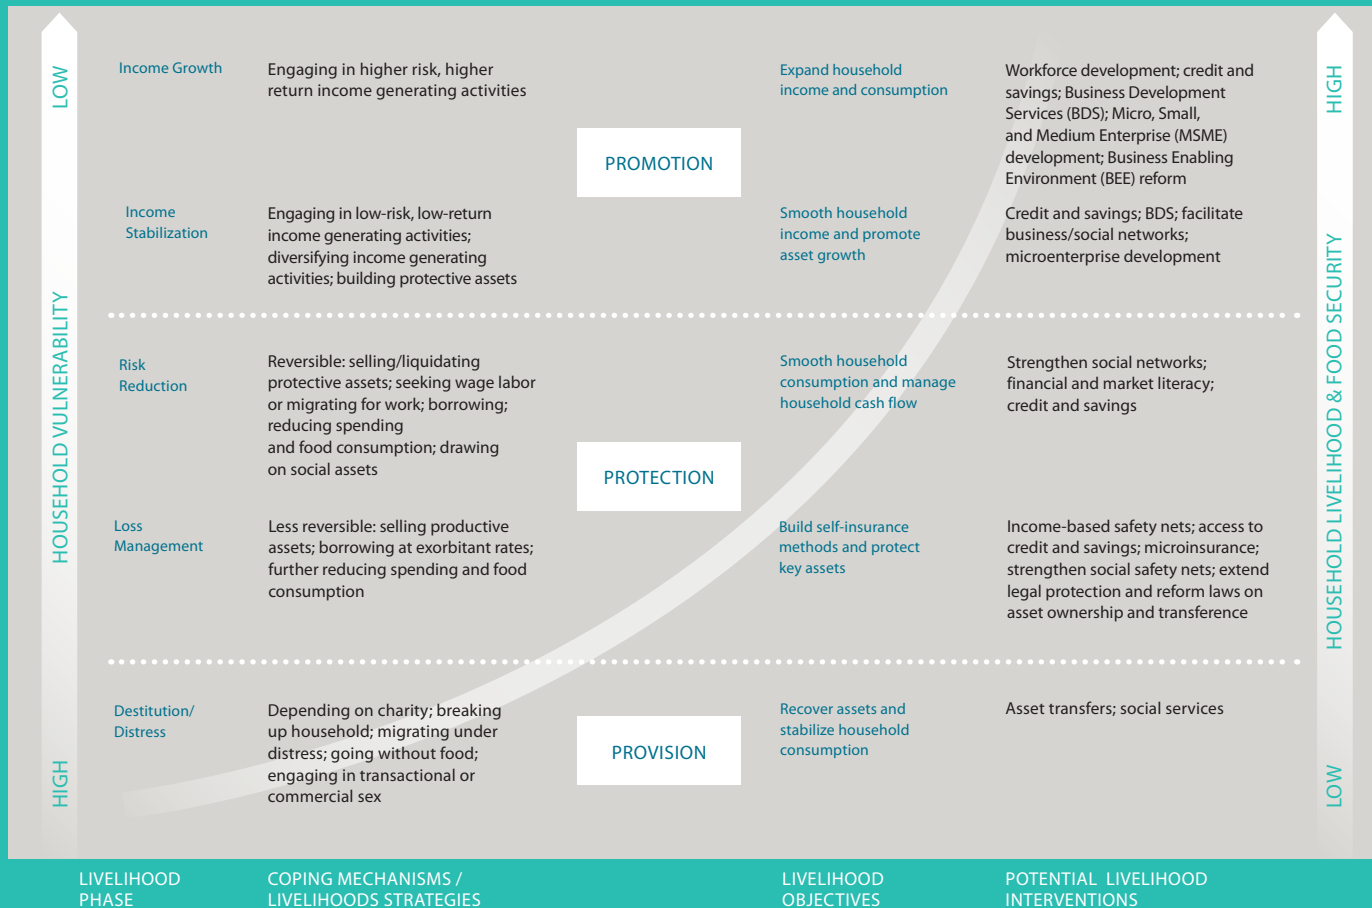 LOW
HOUSEHOLD VULNERABILITY
HIGH
Income Growth
Engaging in higher risk, higher
return income generating activities
Expand household
income and consumption
Workforce development; credit and
savings; Business Development
Services (BDS); Micro, Small,
and Medium Enterprise (MSME)
development; Business Enabling
Environment (BEE) reform
PROMOTION
Income
Stabilization
Engaging in low-risk, low-return
income generating activities;
diversifying income generating
activities; building protective assets
Smooth household
income and promote
asset growth
Credit and savings; BDS; facilitate
business/social networks;
microenterprise development
Risk
Reduction
Reversible: selling/liquidating
protective assets; seeking wage labor
or migrating for work; borrowing;
reducing spending
and food consumption; drawing
on social assets
Smooth household
consumption and manage
household cash flow
Strengthen social networks;
financial and market literacy;
credit and savings
PROTECTION
Loss
Management
Less reversible: selling productive
assets; borrowing at exorbitant rates;
further reducing spending and food
consumption
Build self-insurance
methods and protect
key assets
Income-based safety nets; access to
credit and savings; microinsurance;
strengthen social safety nets; extend
legal protection and reform laws on
asset ownership and transference
Destitution/
Distress
Depending on charity; breaking
up household; migrating under
distress; going without food;
engaging in transactional or
commercial sex
PROVISION
Recover assets and
stabilize household
consumption
Asset transfers; social services
HIGH
HOUSEHOLD LIVELIHOOD & FOOD SECURITY
LOW
LIVELIHOOD
PHASE
COPING MECHANISMS /
LIVELIHOODS STRATEGIES
LIVELIHOOD
OBJECTIVES
POTENTIAL LIVELIHOOD
INTERVENTIONS